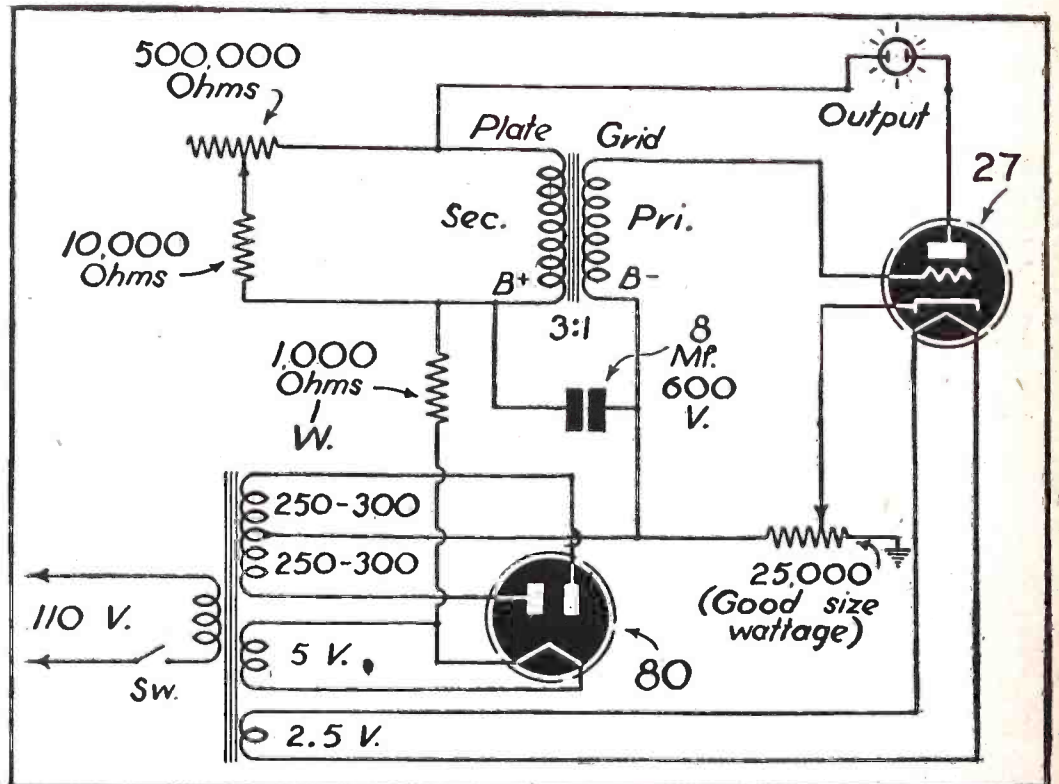 500,000
Ohms
Plate
Grid
Output
27
10,000
Ohms
Sec.
Pri.
B+
B-
3:1
8
Mf.
600
V.
1,000
Ohms
1
W.
250-300
250-300
110 V.
Sw.
5 V.
2.5 V.
80
25,000
(Good size
wattage)